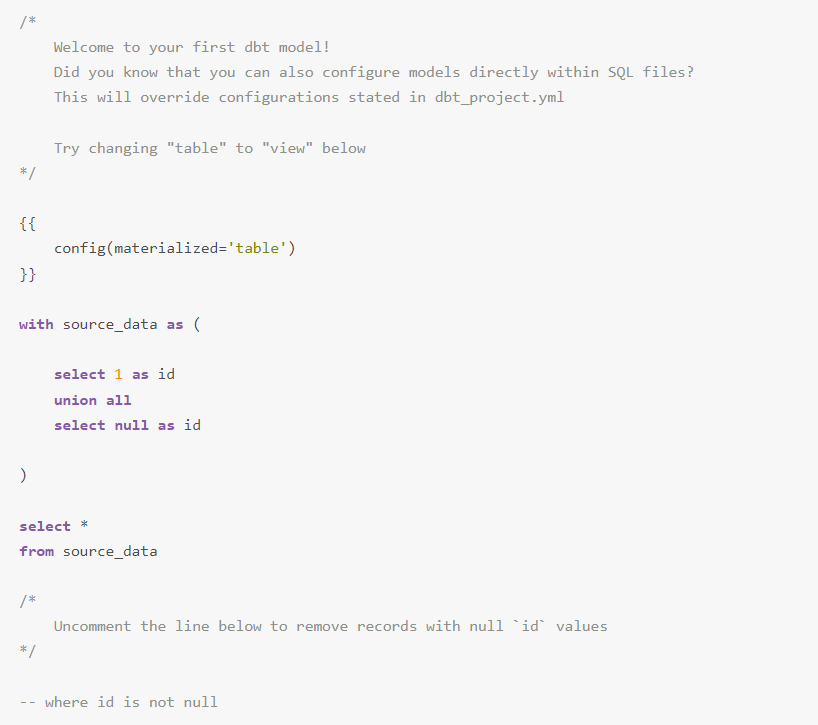 /*
    Welcome to your first dbt model!
    Did you know that you can also configure models directly within SQL files?
    This will override configurations stated in dbt_project.yml

    Try changing "table" to "view" below
*/

{{
    config(materialized='table')
}}

with source_data as (

    select 1 as id
    union all
    select null as id

)

select *
from source_data

/*
    Uncomment the line below to remove records with null `id` values
*/

-- where id is not null